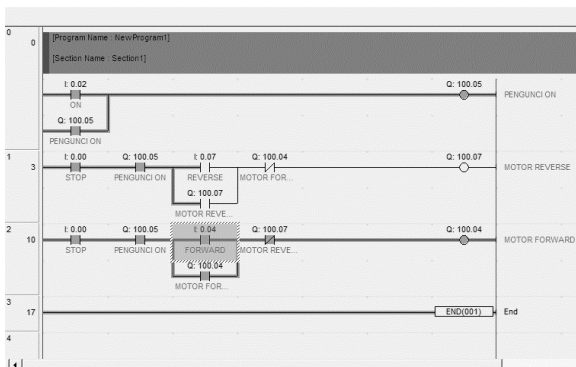 0 0 [Program Name : NewProgram1]
[Section Name : Section1]
I: 0.02 Q: 100.05
ON PENGUNCI ON
Q: 100.05
PENGUNCI ON
1 3 I: 0.00 Q: 100.05 I: 0.07 Q: 100.04 Q: 100.07
STOP PENGUNCI ON REVERSE MOTOR FOR... MOTOR REVERSE
Q: 100.07
MOTOR REVE...
2 10 I: 0.00 Q: 100.05 I: 0.04 Q: 100.07 Q: 100.04
STOP PENGUNCI ON FORWARD MOTOR REVE... MOTOR FORWARD
Q: 100.04
MOTOR FOR...
3 17 END(001) End
4